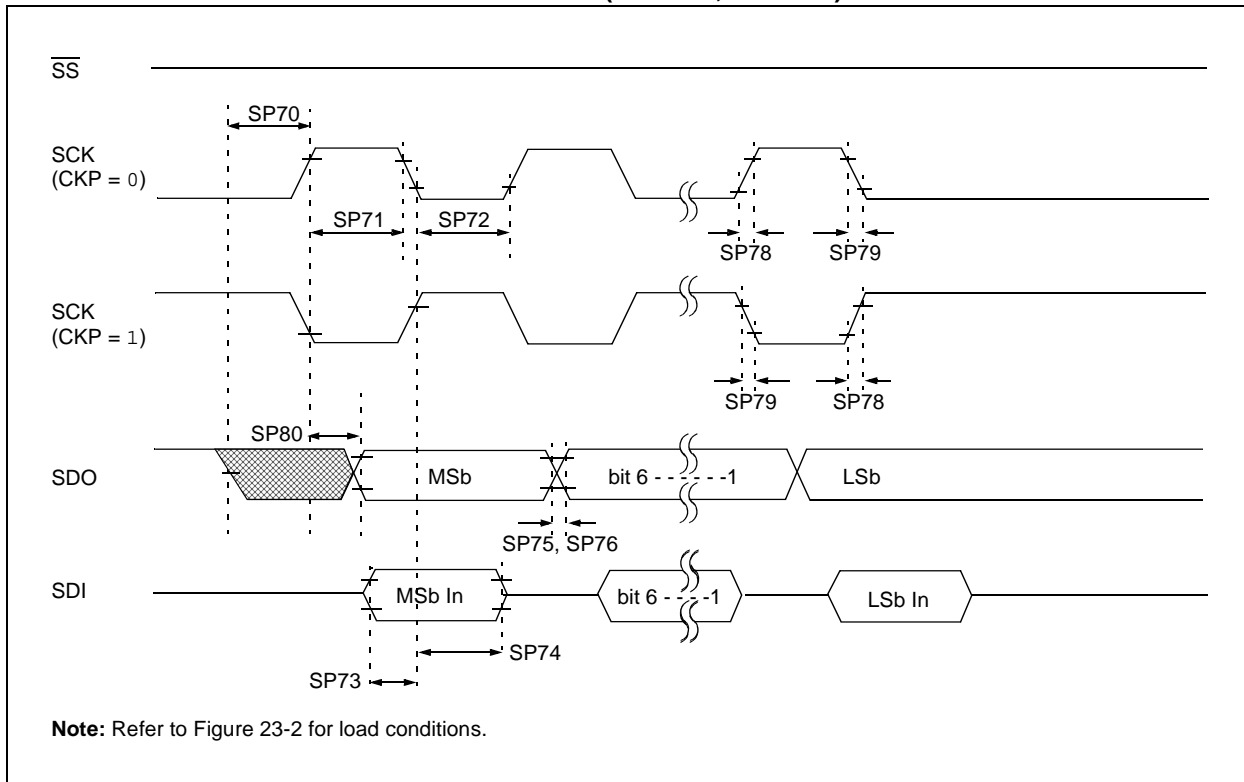 SS
SP70
SCK
(CKP = 0)
SP71
SP72
SP78
SP79
SCK
(CKP = 1)
SP79
SP78
SP80
SDO
MSb
bit 6 - - - - - -1
LSb
SP75, SP76
SDI
MSb In
bit 6 - - - - -1
LSb In
SP74
SP73
Note: Refer to Figure 23-2 for load conditions.